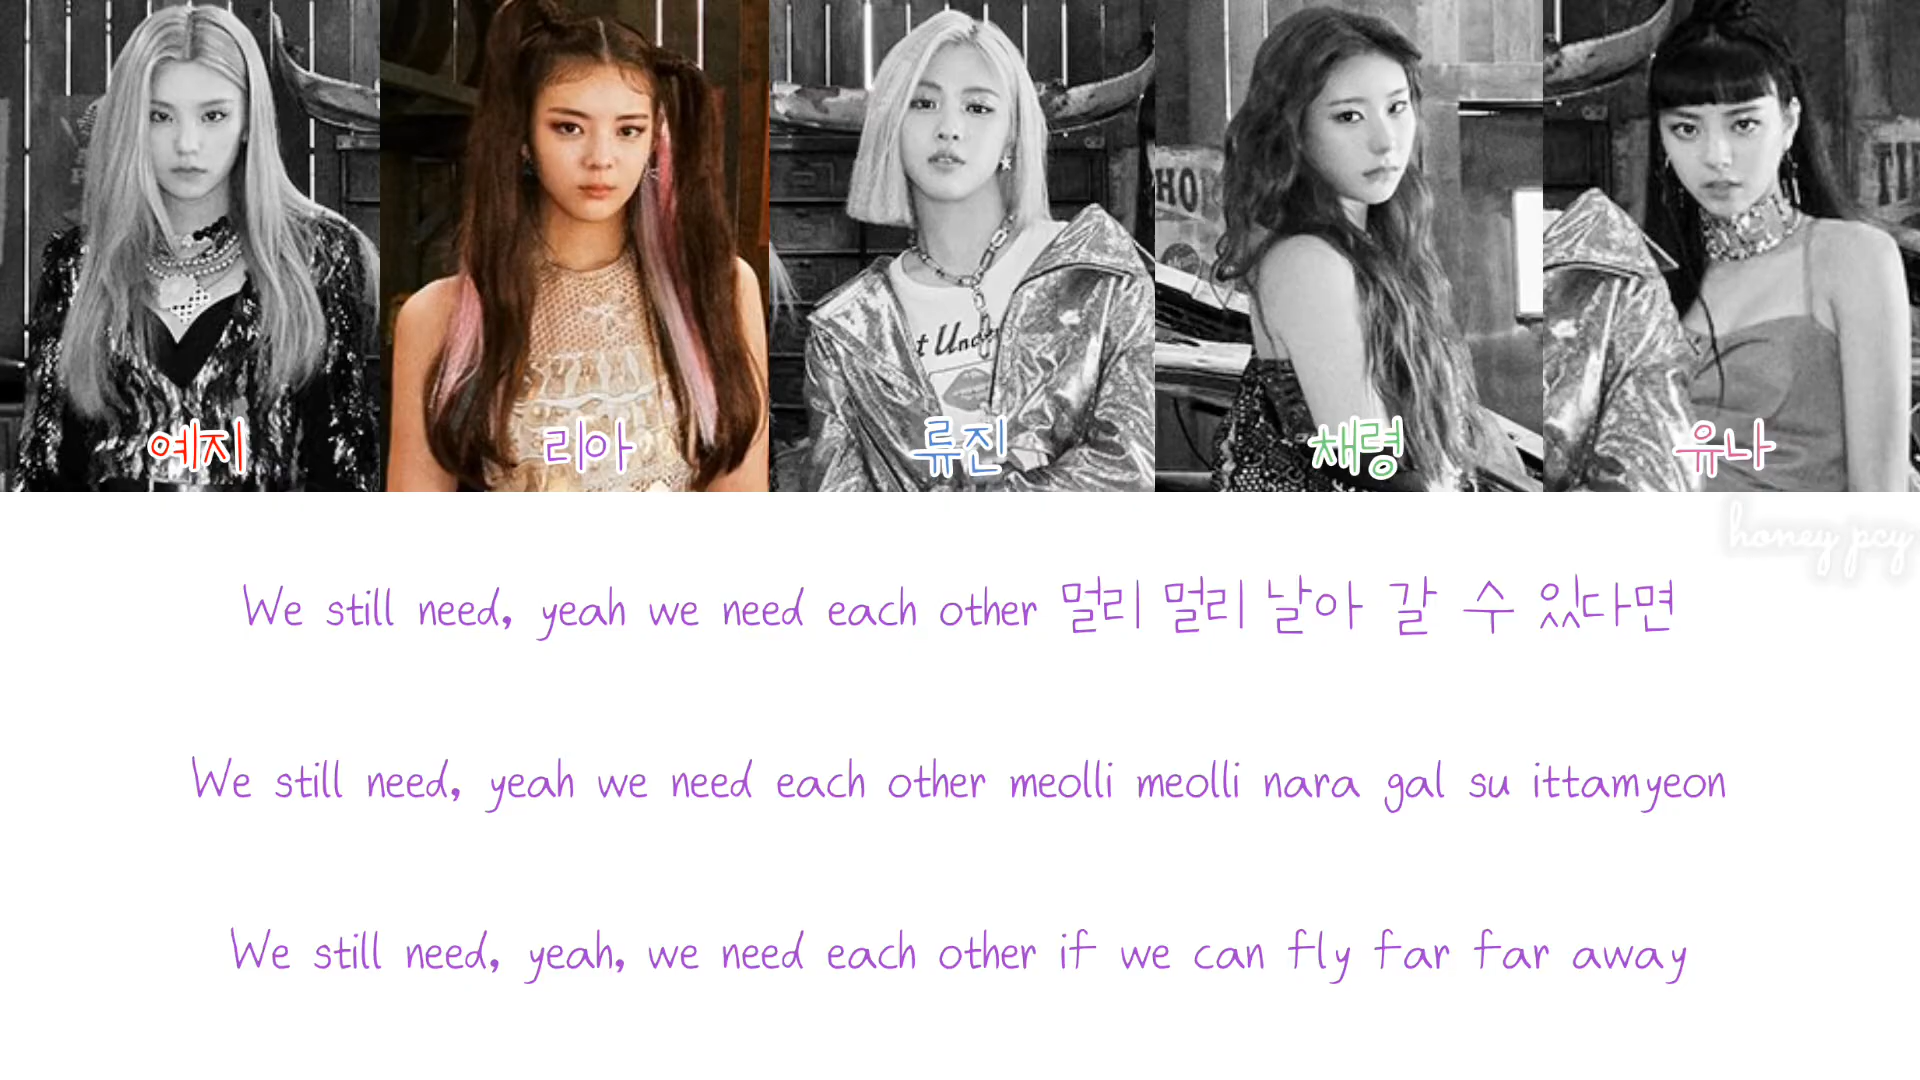 예지
리아
류진
채령
유나
honey pcy
We still need, yeah we need each other 멀리 멀리 날아 갈 수 있다면
We still need, yeah we need each other meolli meolli nara gal su ittamyeon
We still need, yeah, we need each other if we can fly far far away